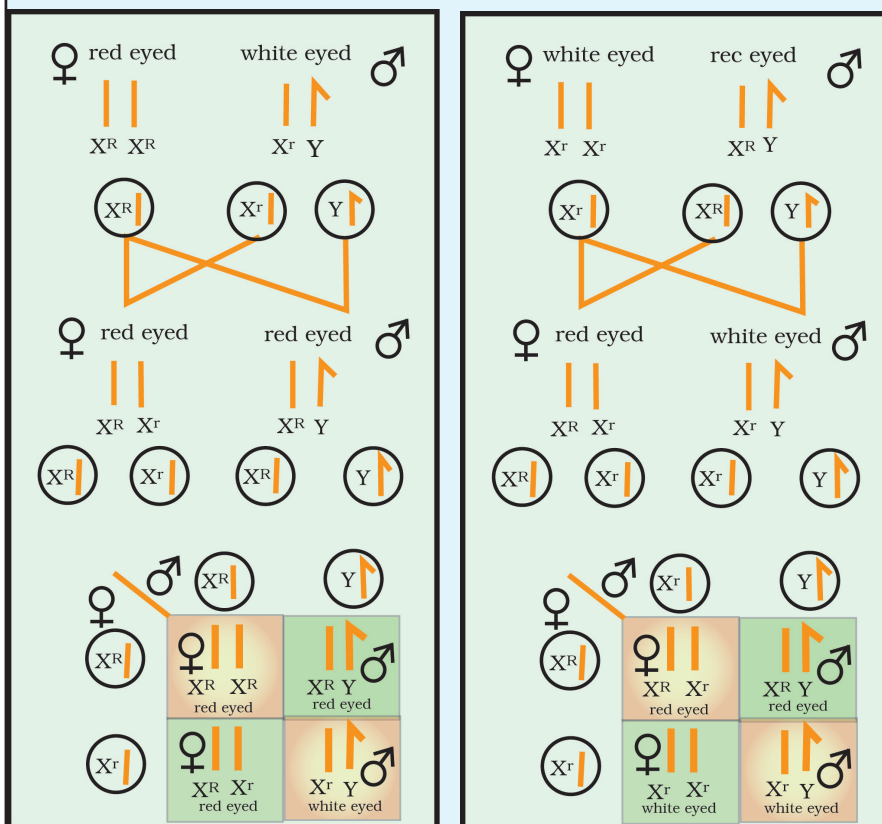 red eyed white eyed
Xᴿ Xᴿ Xʳ Y
Xᴿ Xʳ Y
red eyed red eyed
Xᴿ Xʳ Xᴿ Y
Xᴿ Xʳ Xᴿ Y
Xᴿ Y
Xᴿ
Xᴿ Xᴿ Xᴿ Y
red eyed red eyed
Xʳ
Xᴿ Xʳ Xʳ Y
red eyed white eyed
white eyed rec eyed
Xʳ Xʳ Xᴿ Y
Xʳ Xᴿ Y
red eyed white eyed
Xᴿ Xʳ Xʳ Y
Xᴿ Xʳ Xʳ Y
Xʳ Y
Xᴿ
Xᴿ Xʳ Xᴿ Y
red eyed red eyed
Xʳ
Xʳ Xʳ Xʳ Y
white eyed white eyed